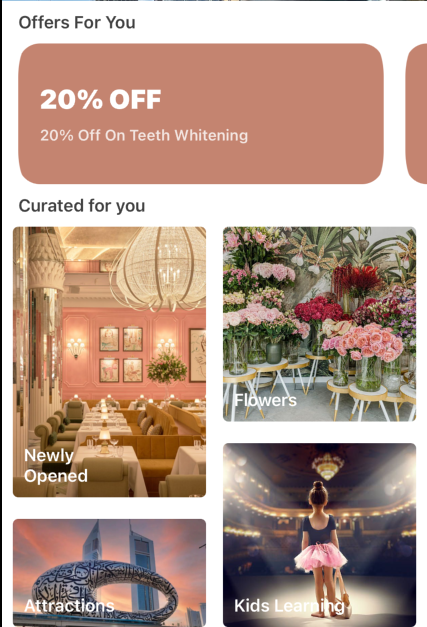 Offers For You
20% OFF
20% Off On Teeth Whitening
Curated for you
Newly
Opened
Flowers
Attractions
Kids Learning